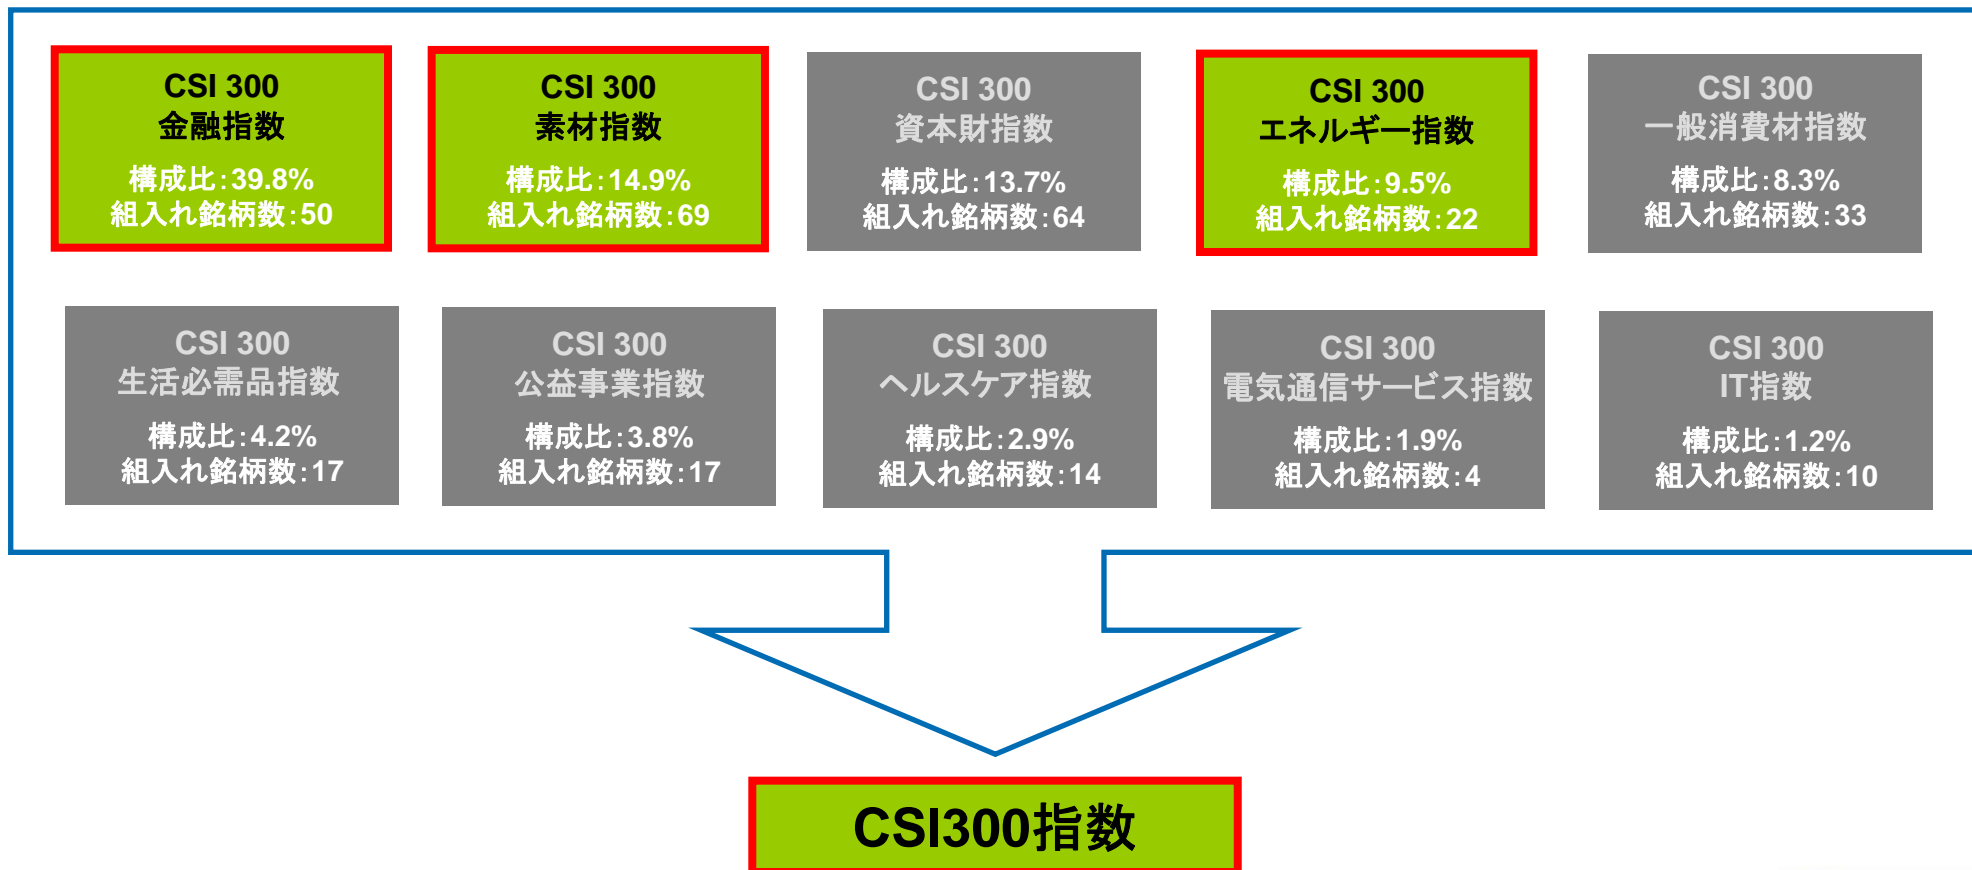 CSI 300
金融指数
構成比:39.8%
組入れ銘柄数:50
CSI 300
素材指数
構成比:14.9%
組入れ銘柄数:69
CSI 300
資本財指数
構成比:13.7%
組入れ銘柄数:64
CSI 300
エネルギー指数
構成比:9.5%
組入れ銘柄数:22
CSI 300
一般消費材指数
構成比:8.3%
組入れ銘柄数:33
CSI 300
生活必需品指数
構成比:4.2%
組入れ銘柄数:17
CSI 300
公益事業指数
構成比:3.8%
組入れ銘柄数:17
CSI 300
ヘルスケア指数
構成比:2.9%
組入れ銘柄数:14
CSI 300
電気通信サービス指数
構成比:1.9%
組入れ銘柄数:4
CSI 300
IT指数
構成比:1.2%
組入れ銘柄数:10
CSI300指数